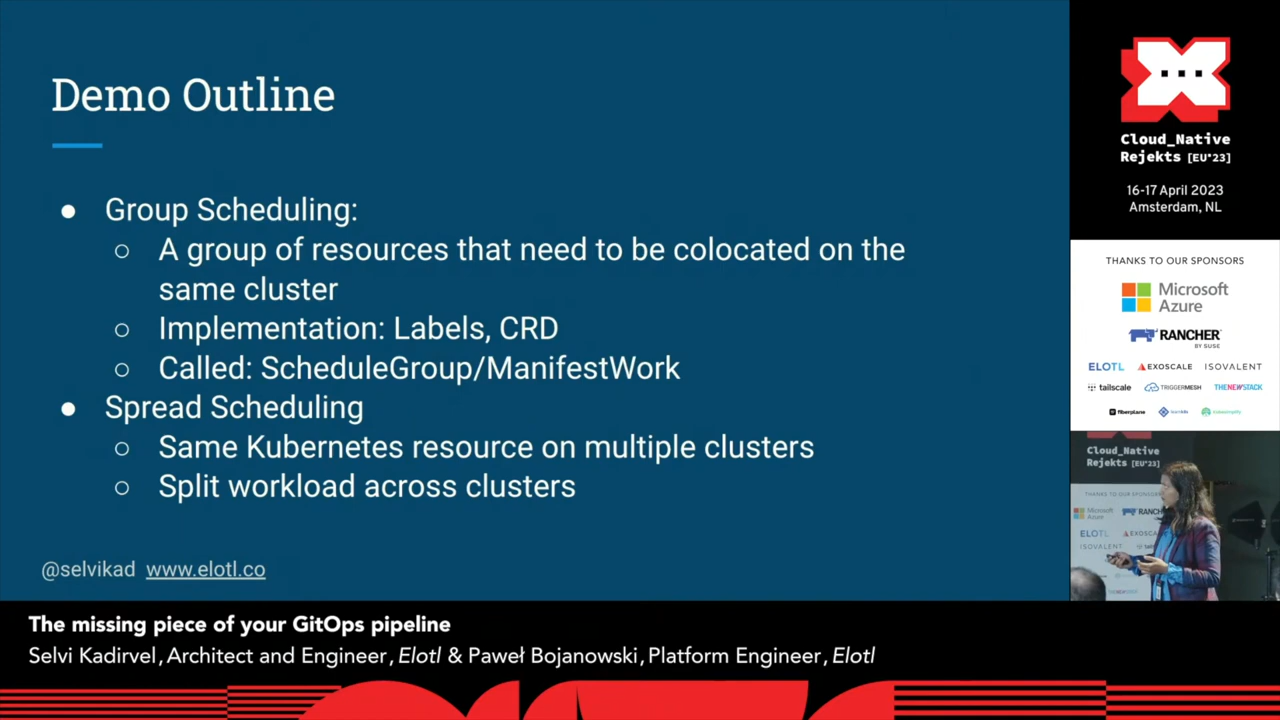 Demo Outline
● Group Scheduling:
○ A group of resources that need to be colocated on the
same cluster
○ Implementation: Labels, CRD
○ Called: ScheduleGroup/ManifestWork
● Spread Scheduling
○ Same Kubernetes resource on multiple clusters
○ Split workload across clusters
@selvikad www.elotl.co
Cloud_Native
Rejekts [EU*23]
16-17 April 2023
Amsterdam, NL
THANKS TO OUR SPONSORS
Microsoft
Azure
RANCHER
BY SUSE
ELOTL EXOSCALE ISOVALENT
tailscale TRIGGERMESH THENEWSTACK
fiberplane
Cloud_Native
Rejekts [EU*23]
THANKS TO OUR SPONSORS
Microsoft
Azure
ELOTL
ISOVALENT
The missing piece of your GitOps pipeline
Selvi Kadirvel, Architect and Engineer, Elotl & Paweł Bojanowski, Platform Engineer, Elotl